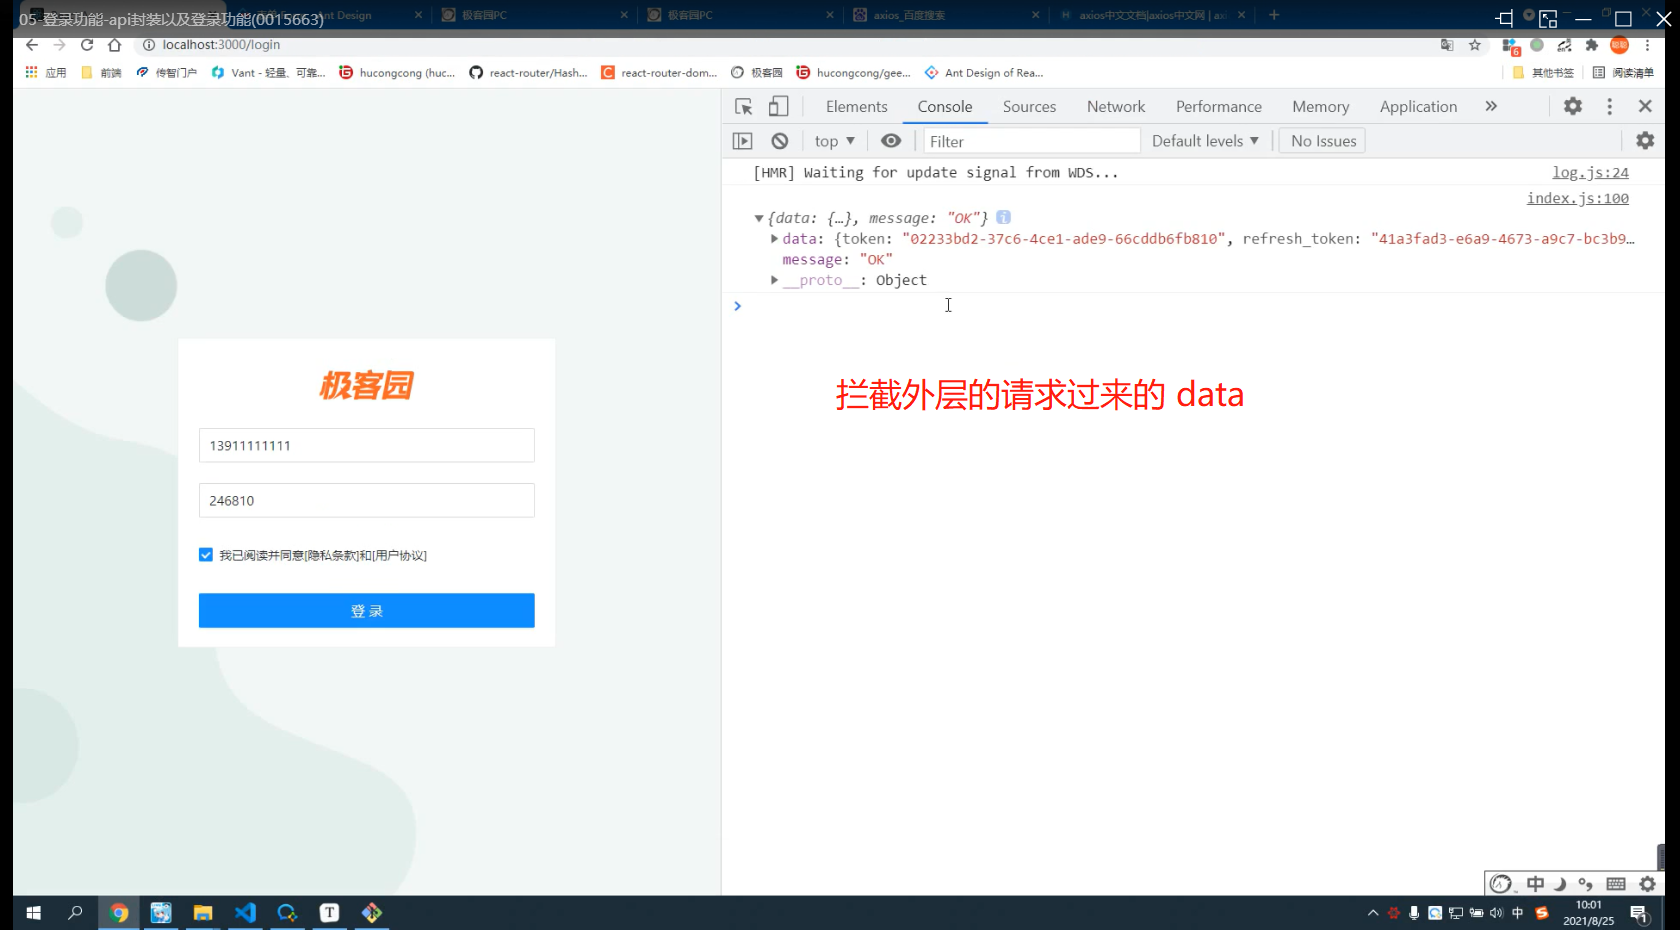 05-登录功能-api封装以及登录功能(0015663)
Ant Design
极客园PC
极客园PC
axios_百度搜索
axios中文文档|axios中文网 | axi
localhost:3000/login
应用
前端
传智门户
Vant - 轻量、可靠...
hucongcong (huc...
react-router/Hash...
react-router-dom...
极客园
hucongcong/gee...
Ant Design of Rea...
其他书签
阅读清单
Elements
Console
Sources
Network
Performance
Memory
Application
top
Filter
Default levels
No Issues
[HMR] Waiting for update signal from WDS...
log.js:24
index.js:100
{data: {…}, message: "OK"}
data: {token: "02233bd2-37c6-4ce1-ade9-66cddb6fb810", refresh_token: "41a3fad3-e6a9-4673-a9c7-bc3b9…
message: "OK"
__proto__: Object
拦截外层的请求过来的 data
极客园
13911111111
246810
我已阅读并同意[隐私条款]和[用户协议]
登 录
中
中
10:01
2021/8/25